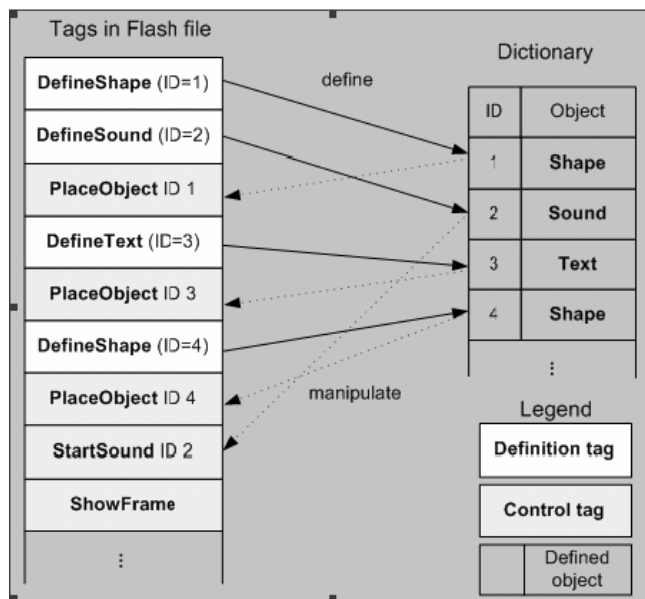 Tags in Flash file
DefineShape (ID=1)
DefineSound (ID=2)
PlaceObject ID 1
DefineText (ID=3)
PlaceObject ID 3
DefineShape (ID=4)
PlaceObject ID 4
StartSound ID 2
ShowFrame
⋮
define
manipulate
Dictionary
ID Object
1 Shape
2 Sound
3 Text
4 Shape
⋮
Legend
Definition tag
Control tag
Defined
object